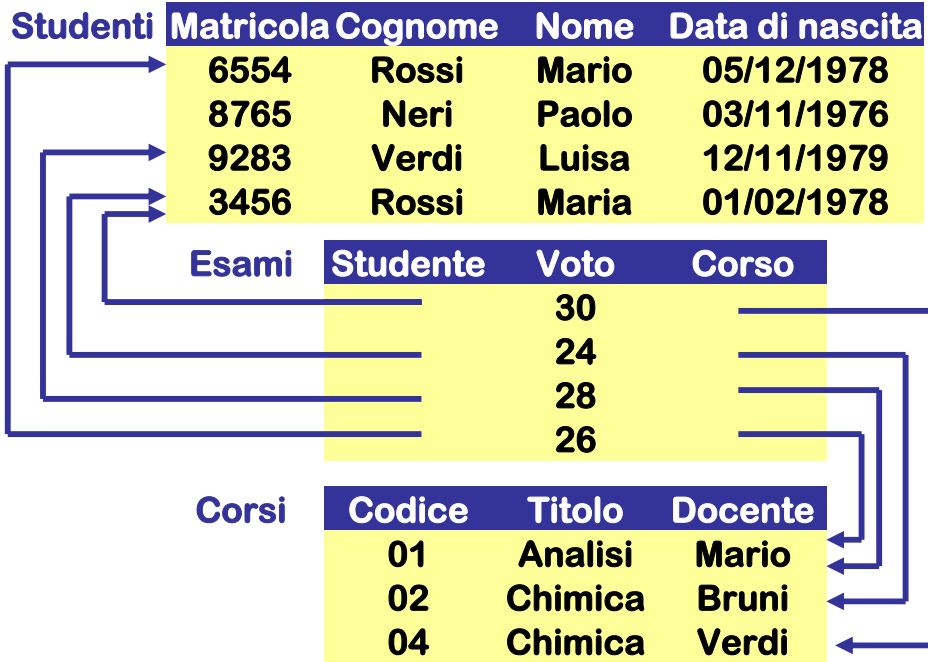 Studenti Matricola Cognome Nome Data di nascita
6554 Rossi Mario 05/12/1978
8765 Neri Paolo 03/11/1976
9283 Verdi Luisa 12/11/1979
3456 Rossi Maria 01/02/1978
Esami Studente Voto Corso
30
24
28
26
Corsi Codice Titolo Docente
01 Analisi Mario
02 Chimica Bruni
04 Chimica Verdi